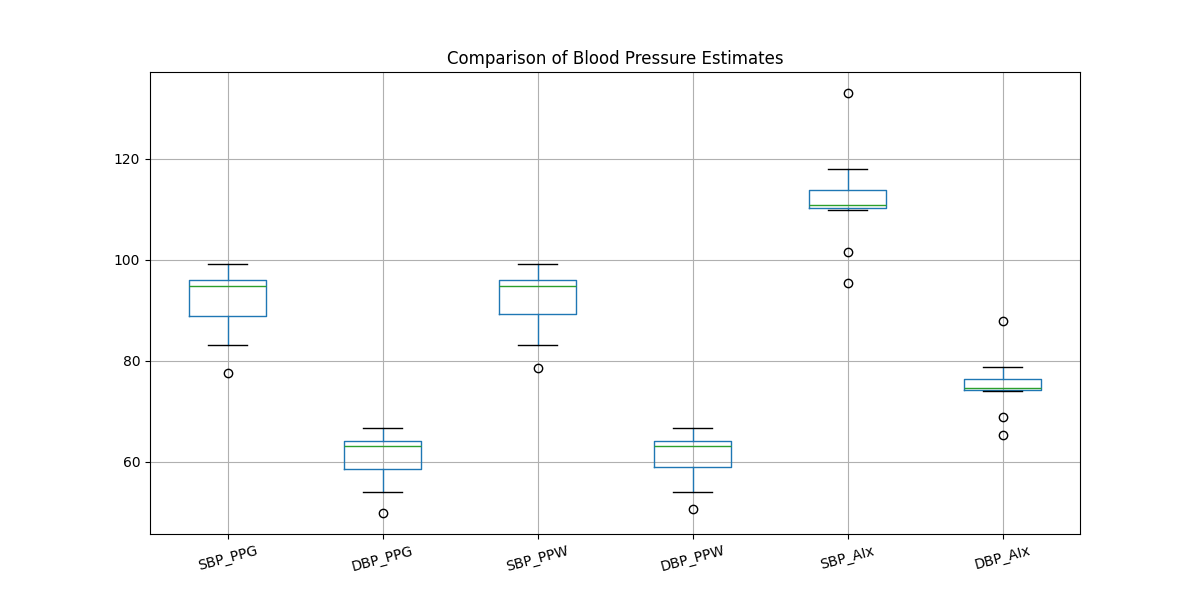 Comparison of Blood Pressure Estimates
120
100
80
60
SBP_PPG
DBP_PPG
SBP_PPW
DBP_PPW
SBP_AIx
DBP_AIx